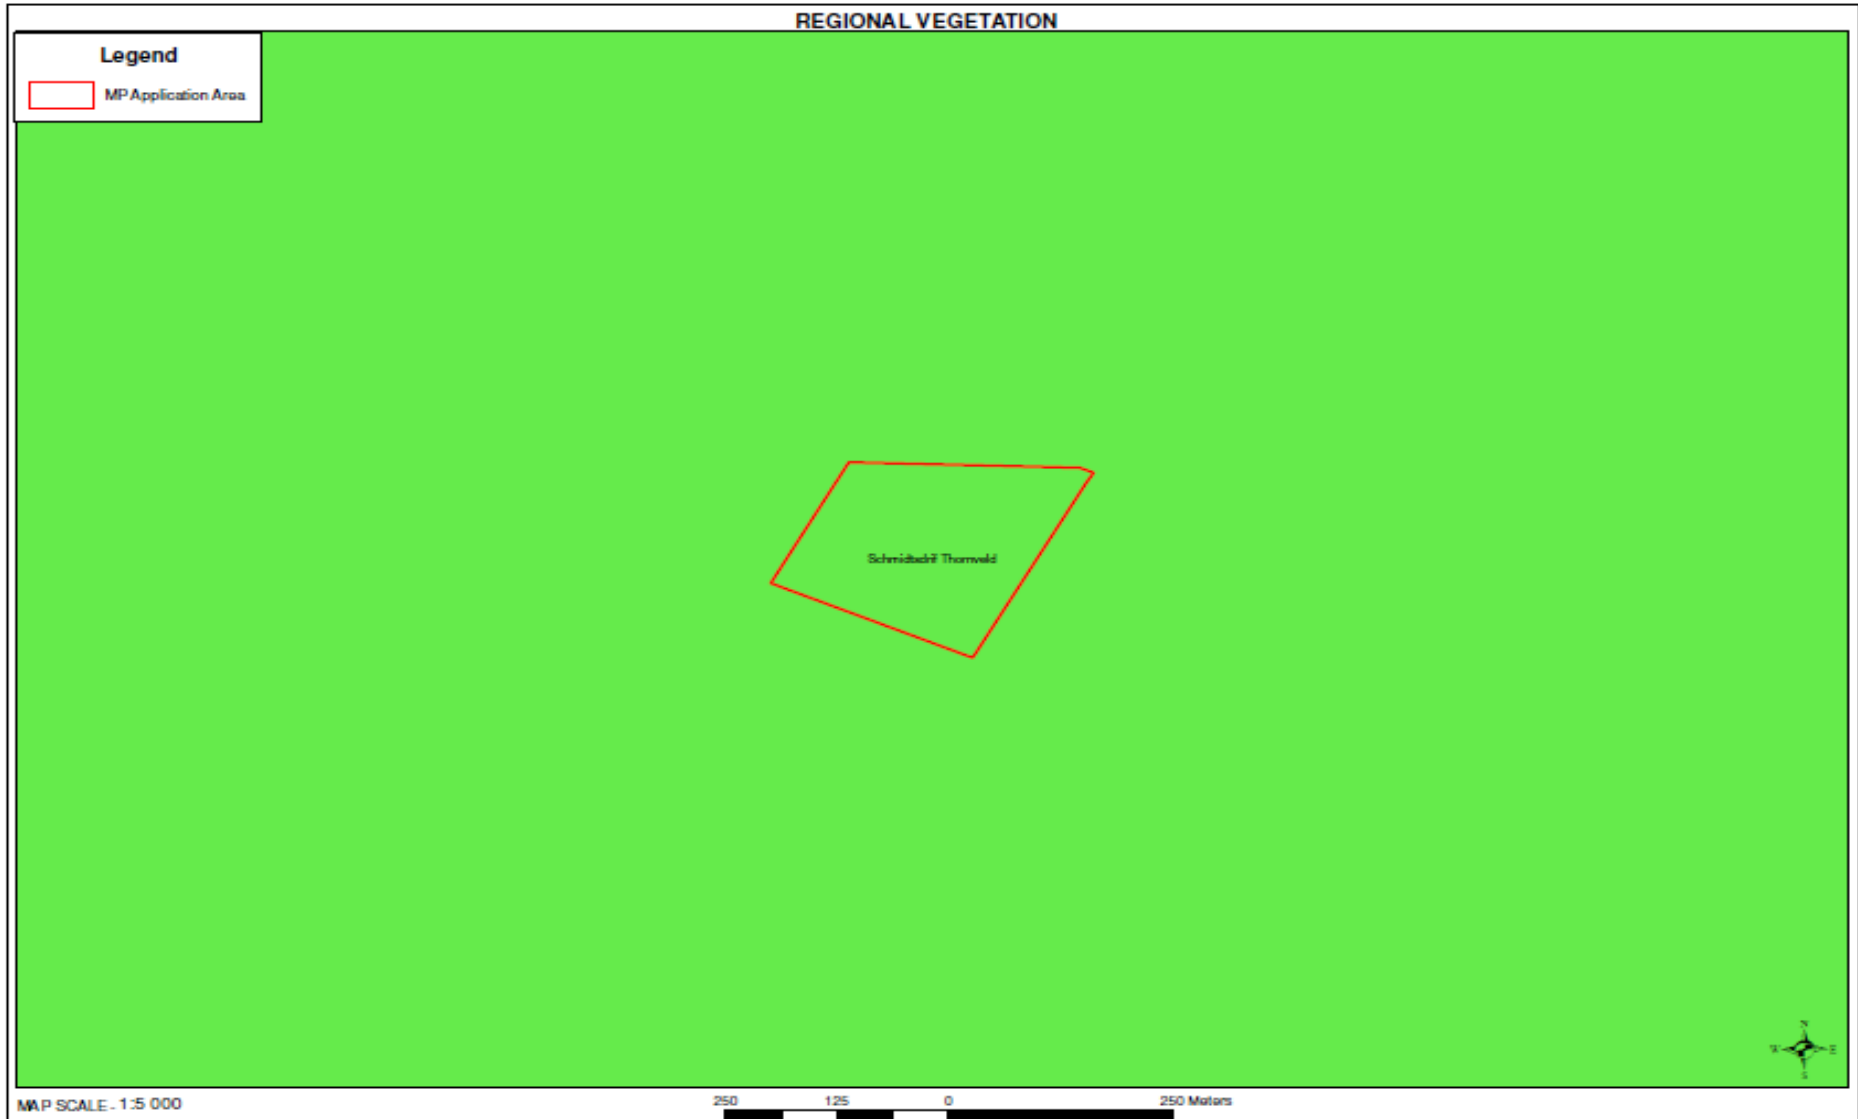 REGIONAL VEGETATION
Legend
MP Application Area
Schmidtsdrif Thornveld
N
W E
S
MAP SCALE - 1:5 000
250 125 0 250 Meters